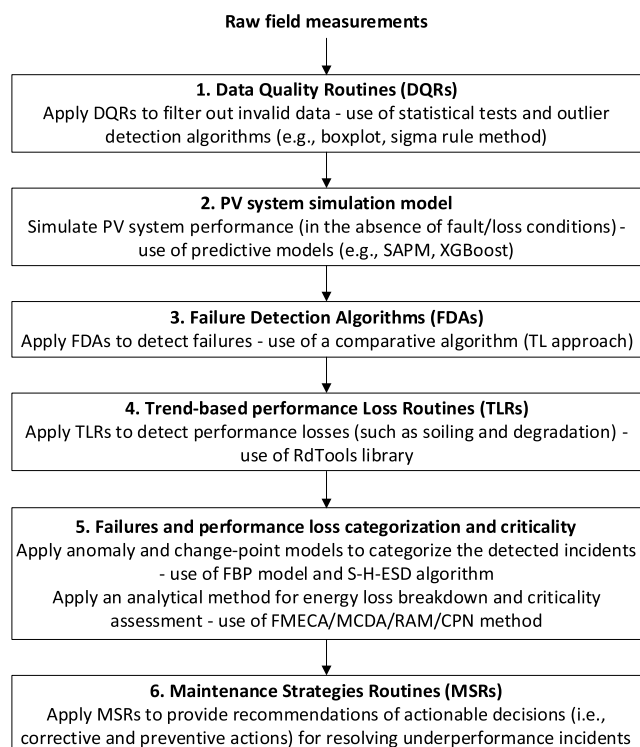 Raw field measurements
1. Data Quality Routines (DQRs)
Apply DQRs to filter out invalid data - use of statistical tests and outlier
detection algorithms (e.g., boxplot, sigma rule method)
2. PV system simulation model
Simulate PV system performance (in the absence of fault/loss conditions) -
use of predictive models (e.g., SAPM, XGBoost)
3. Failure Detection Algorithms (FDAs)
Apply FDAs to detect failures - use of a comparative algorithm (TL approach)
4. Trend-based performance Loss Routines (TLRs)
Apply TLRs to detect performance losses (such as soiling and degradation) -
use of RdTools library
5. Failures and performance loss categorization and criticality
Apply anomaly and change-point models to categorize the detected incidents
- use of FBP model and S-H-ESD algorithm
Apply an analytical method for energy loss breakdown and criticality
assessment - use of FMECA/MCDA/RAM/CPN method
6. Maintenance Strategies Routines (MSRs)
Apply MSRs to provide recommendations of actionable decisions (i.e.,
corrective and preventive actions) for resolving underperformance incidents